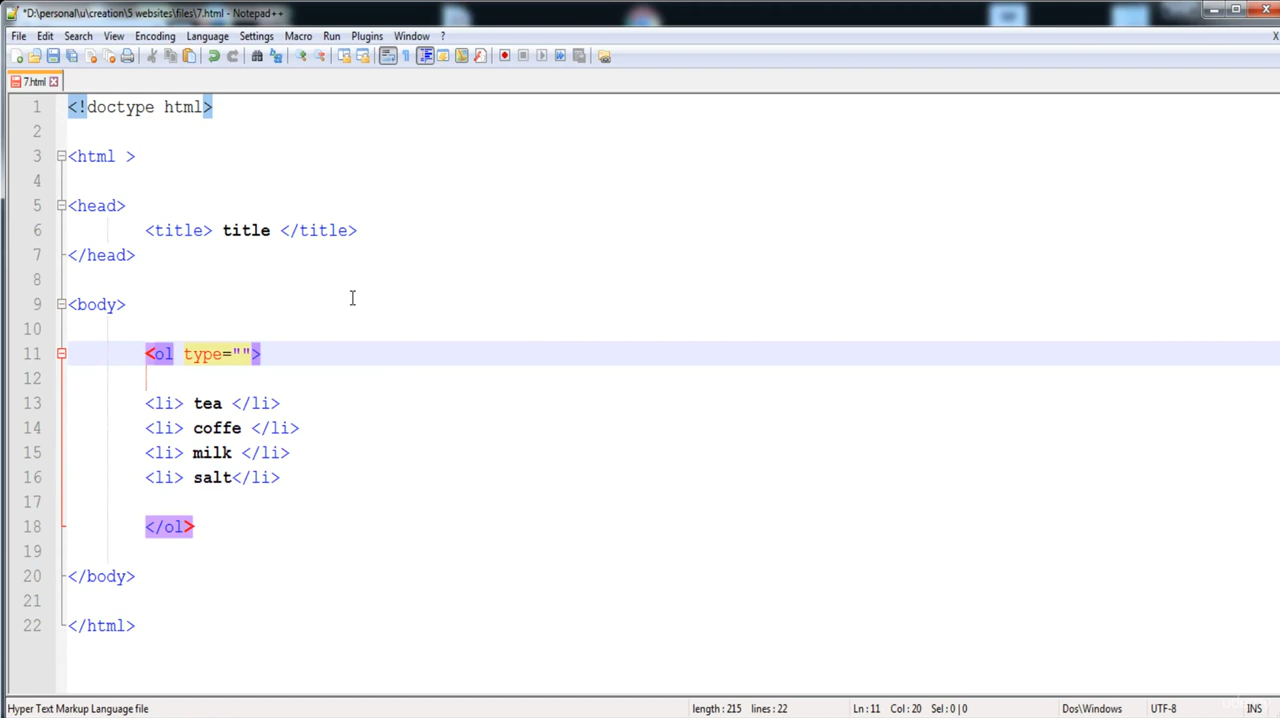 *D:\personal\u\creation\5 websites\files\7.html - Notepad++
File Edit Search View Encoding Language Settings Macro Run Plugins Window ? X
7.html
1 <!doctype html>
2
3 <html >
4
5 <head>
6 <title> title </title>
7 </head>
8
9 <body>
10
11 <ol type="">
12
13 <li> tea </li>
14 <li> coffe </li>
15 <li> milk </li>
16 <li> salt</li>
17
18 </ol>
19
20 </body>
21
22 </html>
Hyper Text Markup Language file length : 215 lines : 22 Ln : 11 Col : 20 Sel : 0 | 0 Dos\Windows UTF-8 INS